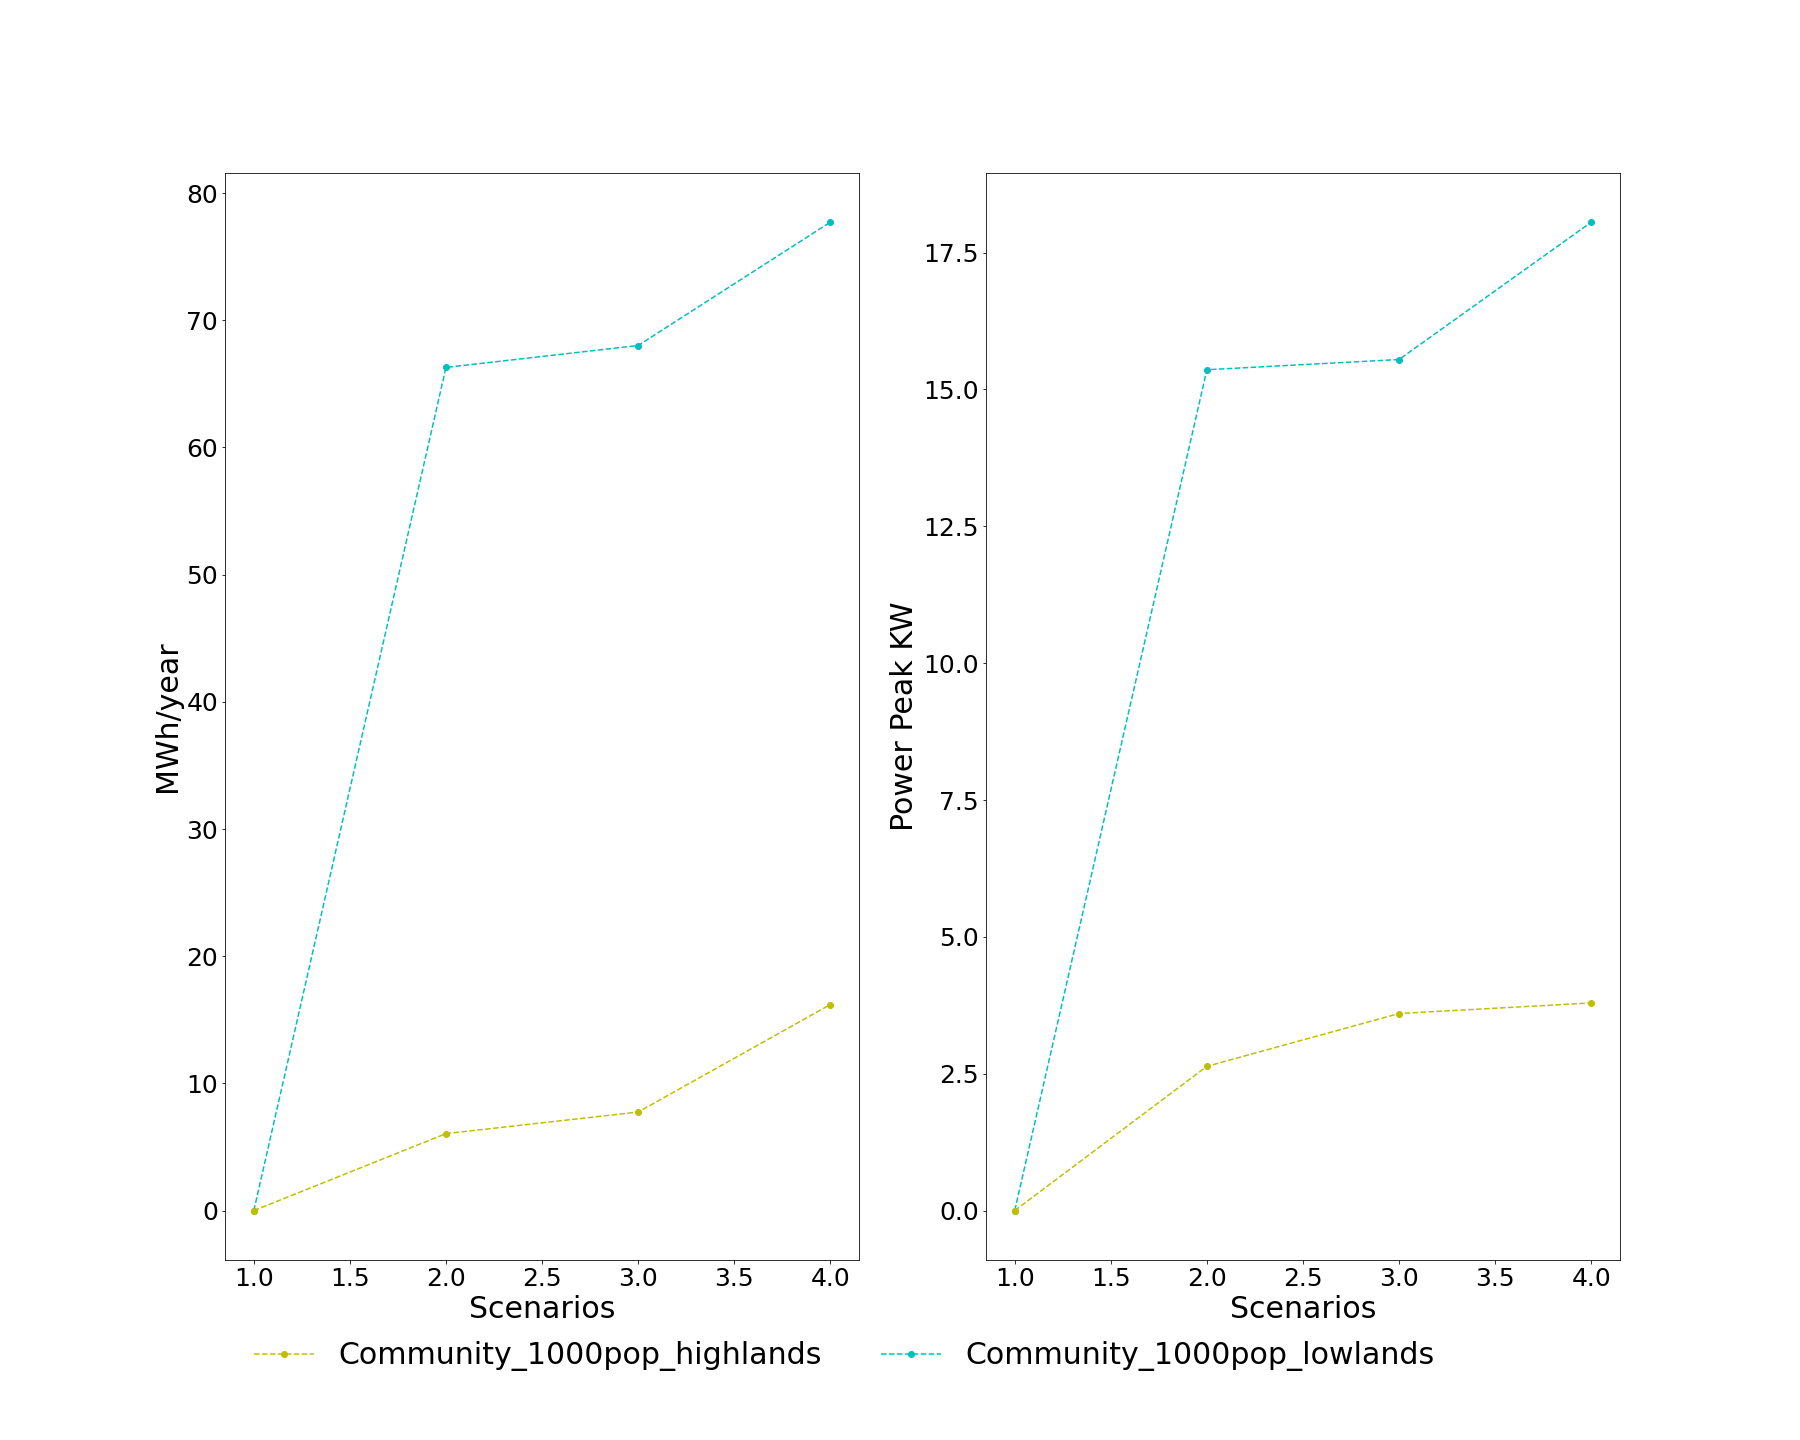 80
70
60
50
40
30
20
10
0
MWh/year
1.0 1.5 2.0 2.5 3.0 3.5 4.0
Scenarios
17.5
15.0
12.5
10.0
7.5
5.0
2.5
0.0
Power Peak KW
1.0 1.5 2.0 2.5 3.0 3.5 4.0
Scenarios
Community_1000pop_highlands
Community_1000pop_lowlands